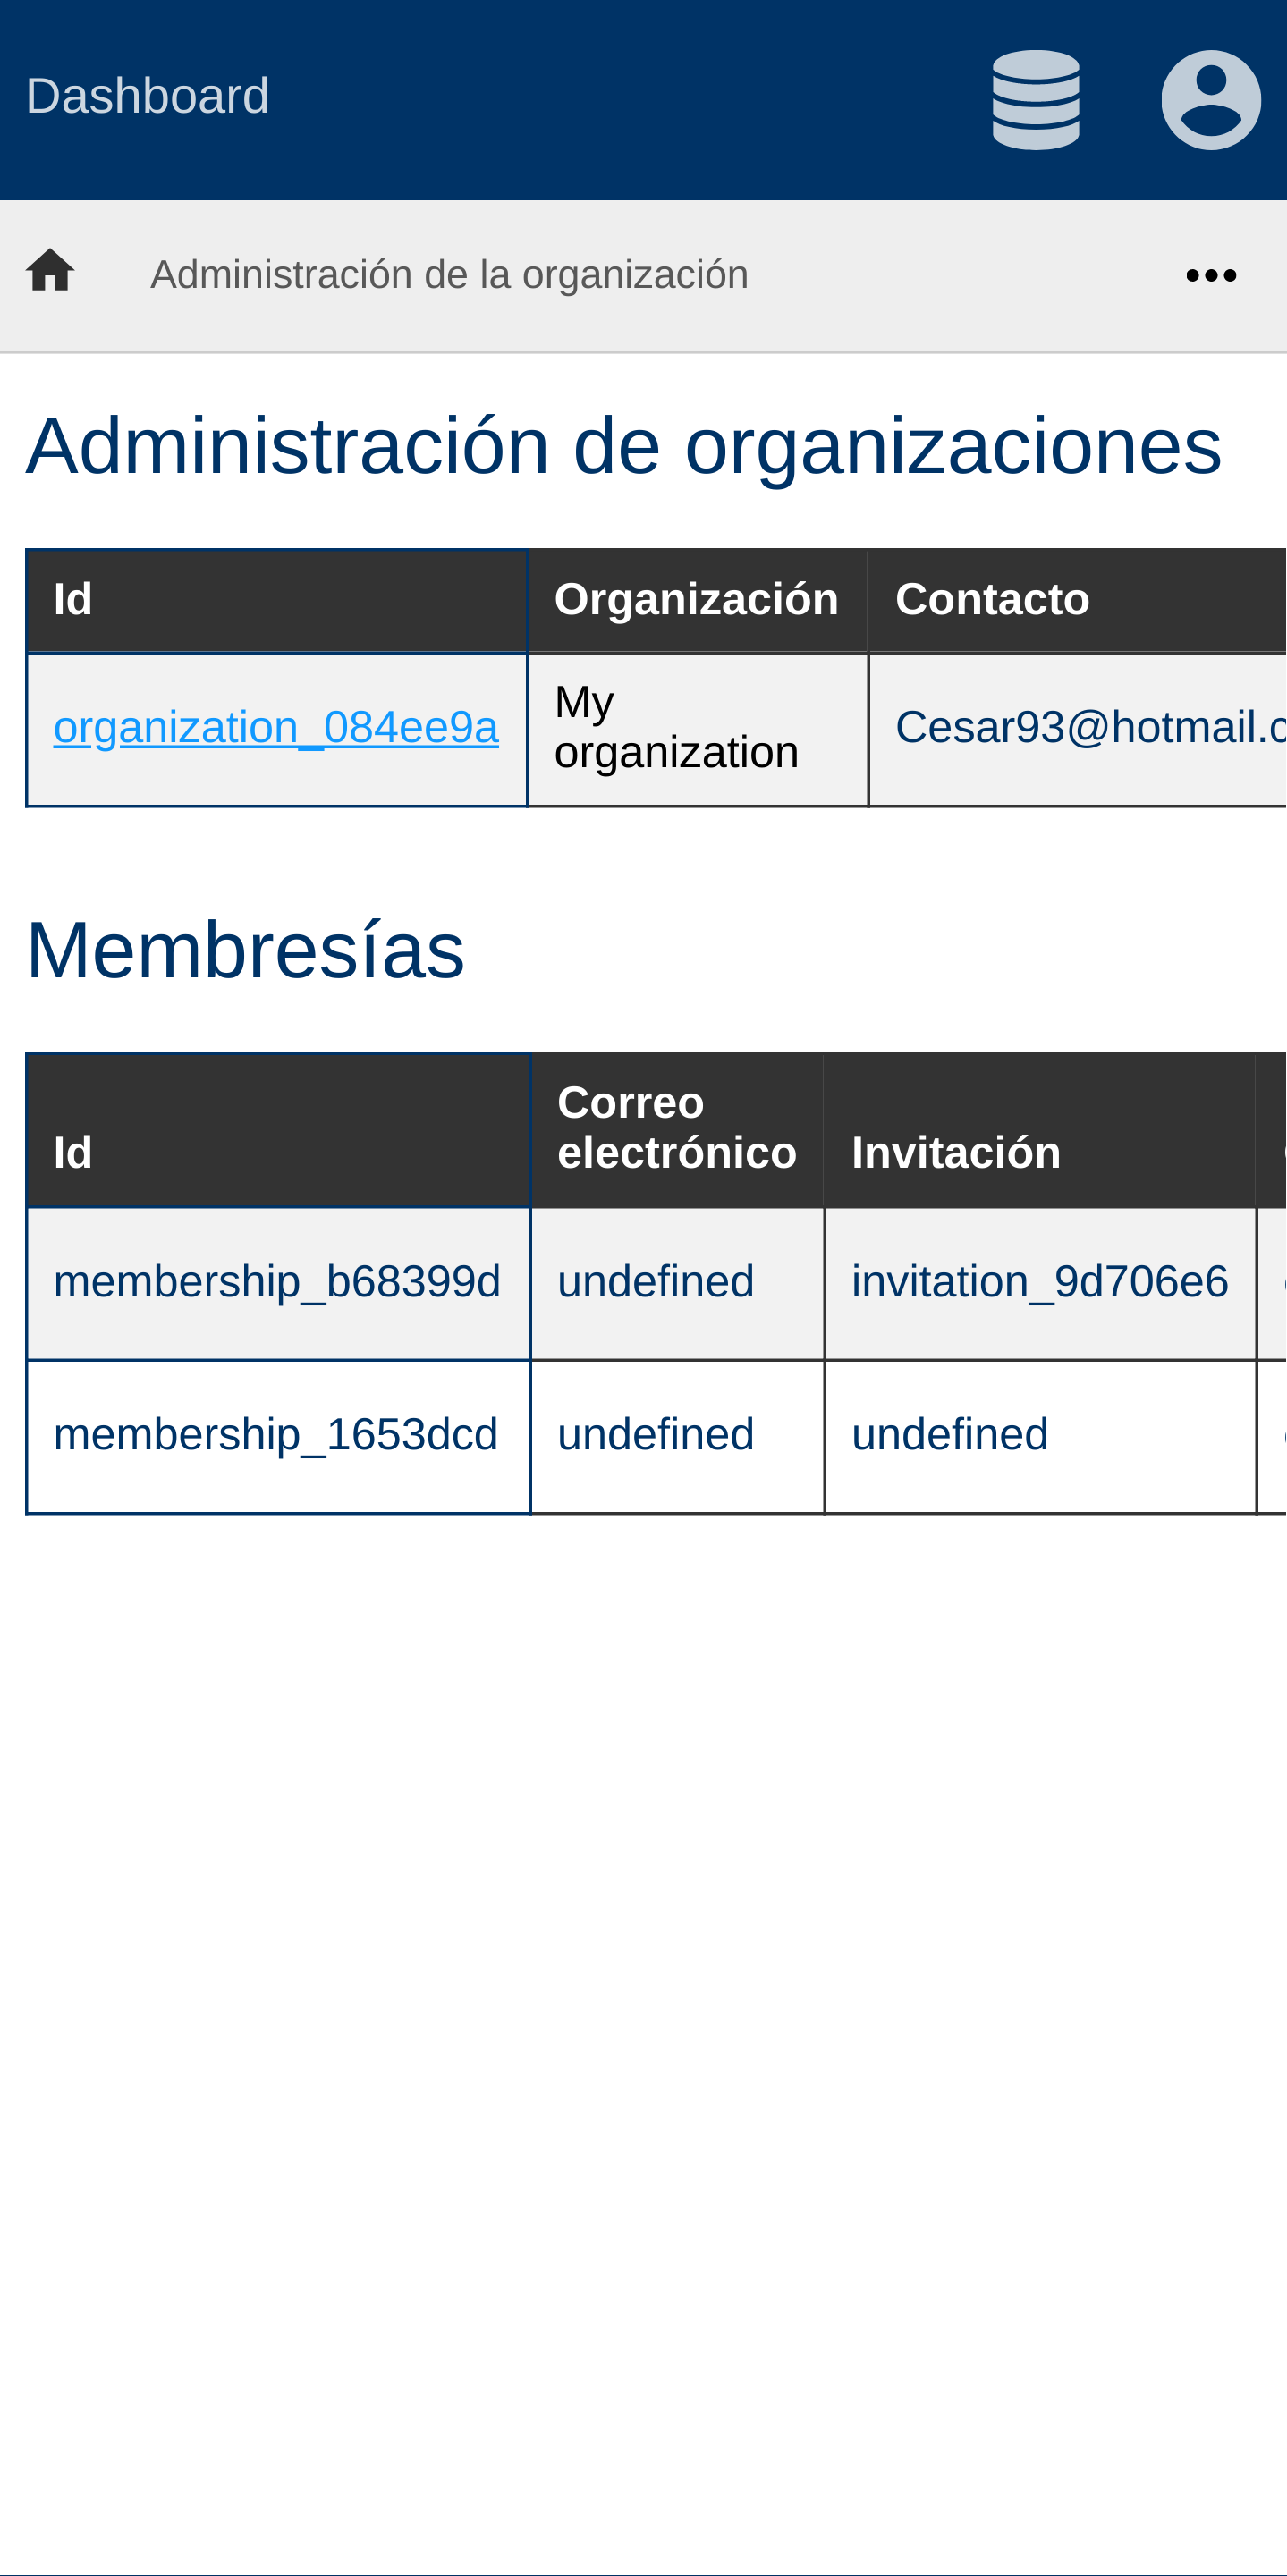 Dashboard
Administración de la organización
Administración de organizaciones
Id Organización Contacto
organization_084ee9a My organization Cesar93@hotmail.c
Membresías
Id Correo electrónico Invitación
membership_b68399d undefined invitation_9d706e6
membership_1653dcd undefined undefined